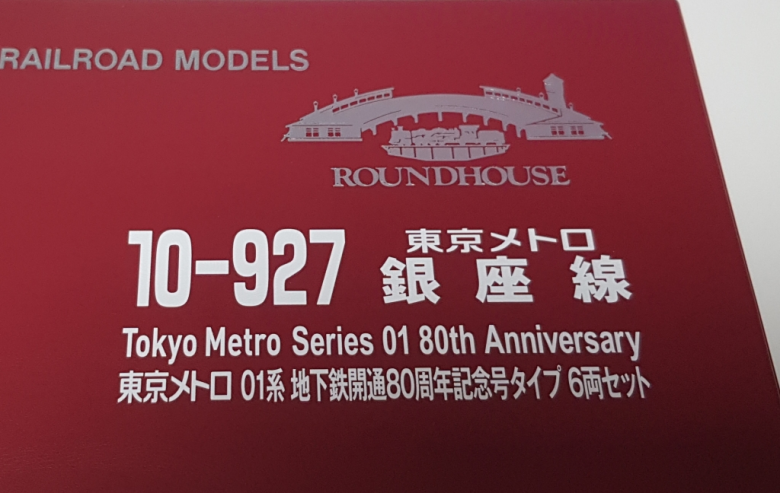 RAILROAD MODELS
ROUNDHOUSE
10-927 東京メトロ
銀座線
Tokyo Metro Series 01 80th Anniversary
東京メトロ 01系 地下鉄開通80周年記念号タイプ 6両セット